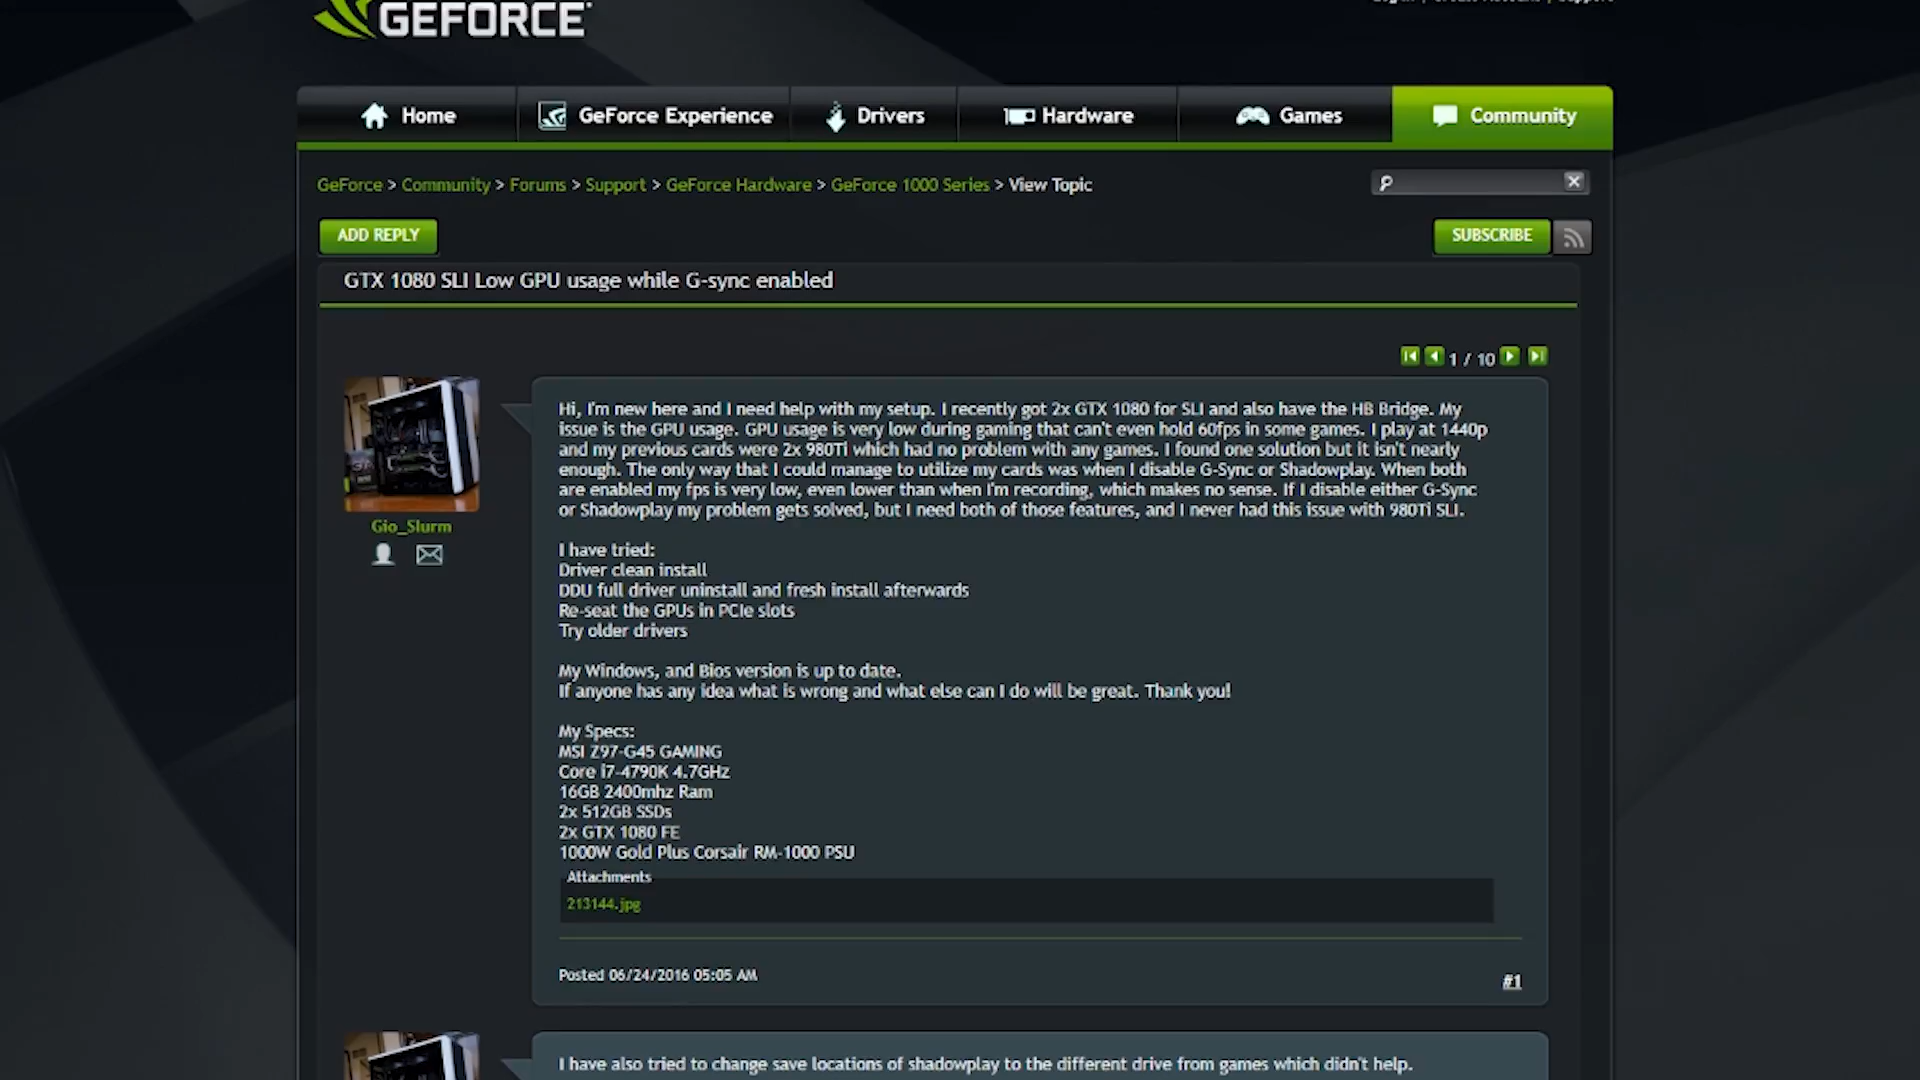 GEFORCE
Home
GeForce Experience
Drivers
Hardware
Games
Community
GeForce > Community > Forums > Support > GeForce Hardware > GeForce 1000 Series > View Topic
ADD REPLY
SUBSCRIBE
GTX 1080 SLI Low GPU usage while G-sync enabled
1 / 10
Hi, I'm new here and I need help with my setup. I recently got 2x GTX 1080 for SLI and also have the HB Bridge. My
issue is the GPU usage. GPU usage is very low during gaming that can't even hold 60fps in some games. I play at 1440p
and my previous cards were 2x 980Ti which had no problem with any games. I found one solution but it isn't nearly
enough. The only way that I could manage to utilize my cards was when I disable G-Sync or Shadowplay. When both
are enabled my fps is very low, even lower than when I'm recording, which makes no sense. If I disable either G-Sync
or Shadowplay my problem gets solved, but I need both of those features, and I never had this issue with 980Ti SLI.
Gio_Slurm
I have tried:
Driver clean install
DDU full driver uninstall and fresh install afterwards
Re-seat the GPUs in PCIe slots
Try older drivers
My Windows, and Bios version is up to date.
If anyone has any idea what is wrong and what else can I do will be great. Thank you!
My Specs:
MSI Z97-G45 GAMING
Core i7-4790K 4.7GHz
16GB 2400mhz Ram
2x 512GB SSDs
2x GTX 1080 FE
1000W Gold Plus Corsair RM-1000 PSU
Attachments
213144.jpg
Posted 06/24/2016 05:05 AM
#1
I have also tried to change save locations of shadowplay to the different drive from games which didn't help.